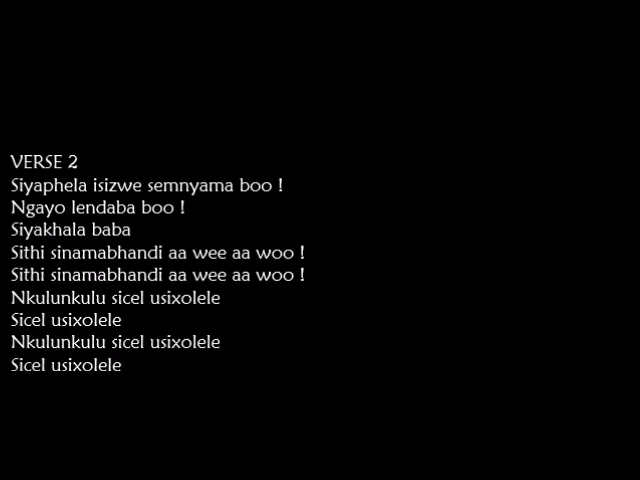 VERSE 2
Siyaphela isizwe semnyama boo !
Ngayo lendaba boo !
Siyakhala baba
Sithi sinamabhandi aa wee aa woo !
Sithi sinamabhandi aa wee aa woo !
Nkulunkulu sicel usixolele
Sicel usixolele
Nkulunkulu sicel usixolele
Sicel usixolele